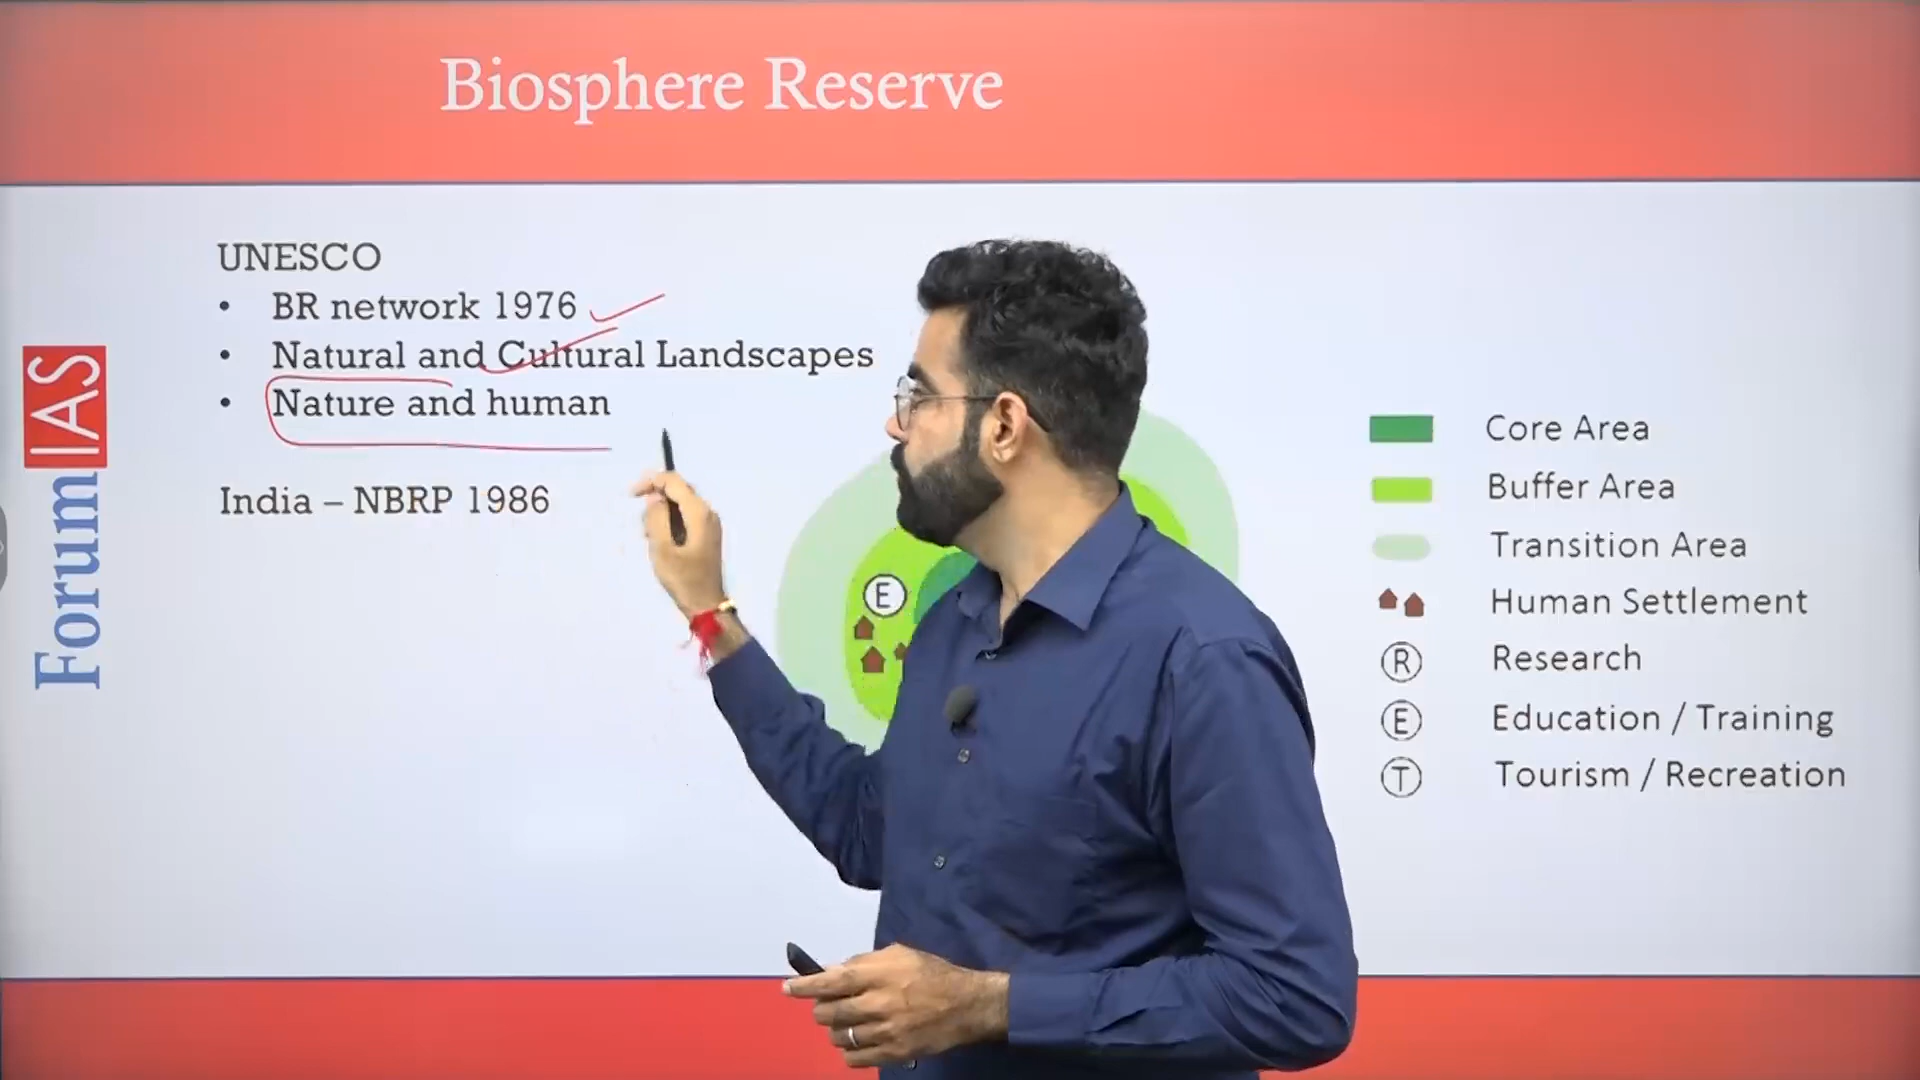 Biosphere Reserve
UNESCO
• BR network 1976
• Natural and Cultural Landscapes
• Nature and human
India – NBRP 1986
ForumIAS
E
Core Area
Buffer Area
Transition Area
Human Settlement
R Research
E Education / Training
T Tourism / Recreation